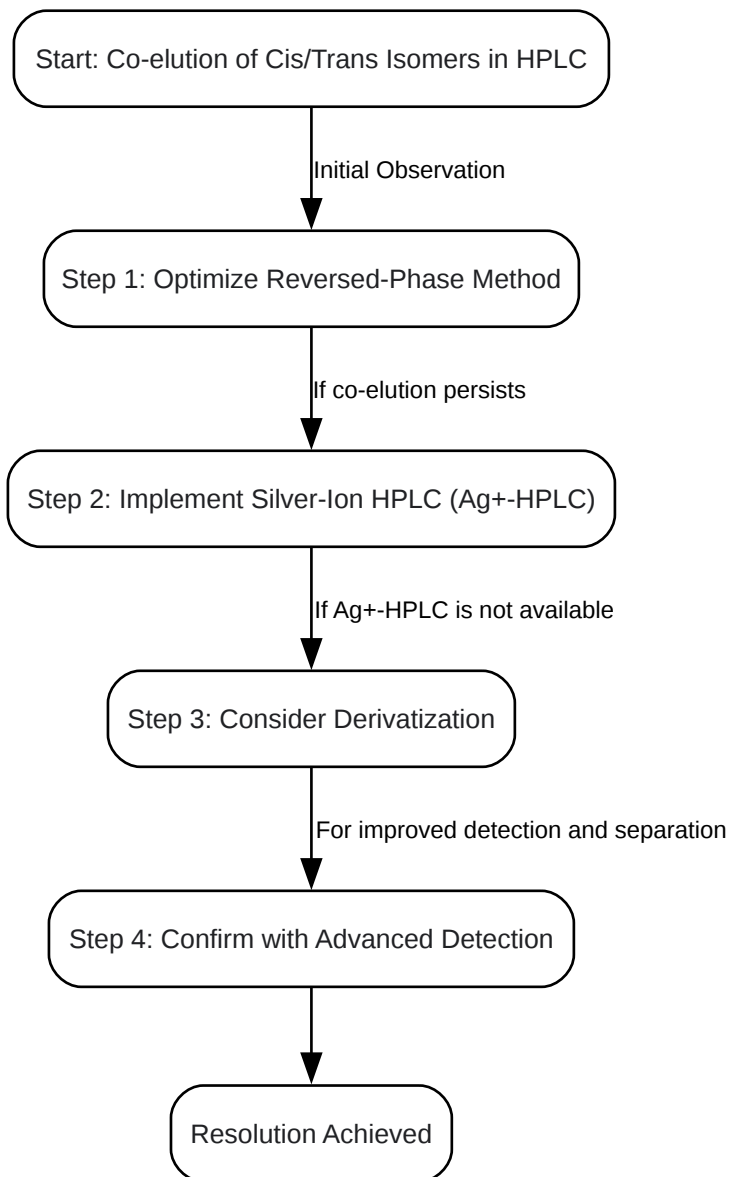 Start: Co-elution of Cis/Trans Isomers in HPLC
Initial Observation
Step 1: Optimize Reversed-Phase Method
If co-elution persists
Step 2: Implement Silver-Ion HPLC (Ag+-HPLC)
If Ag+-HPLC is not available
Step 3: Consider Derivatization
For improved detection and separation
Step 4: Confirm with Advanced Detection
Resolution Achieved